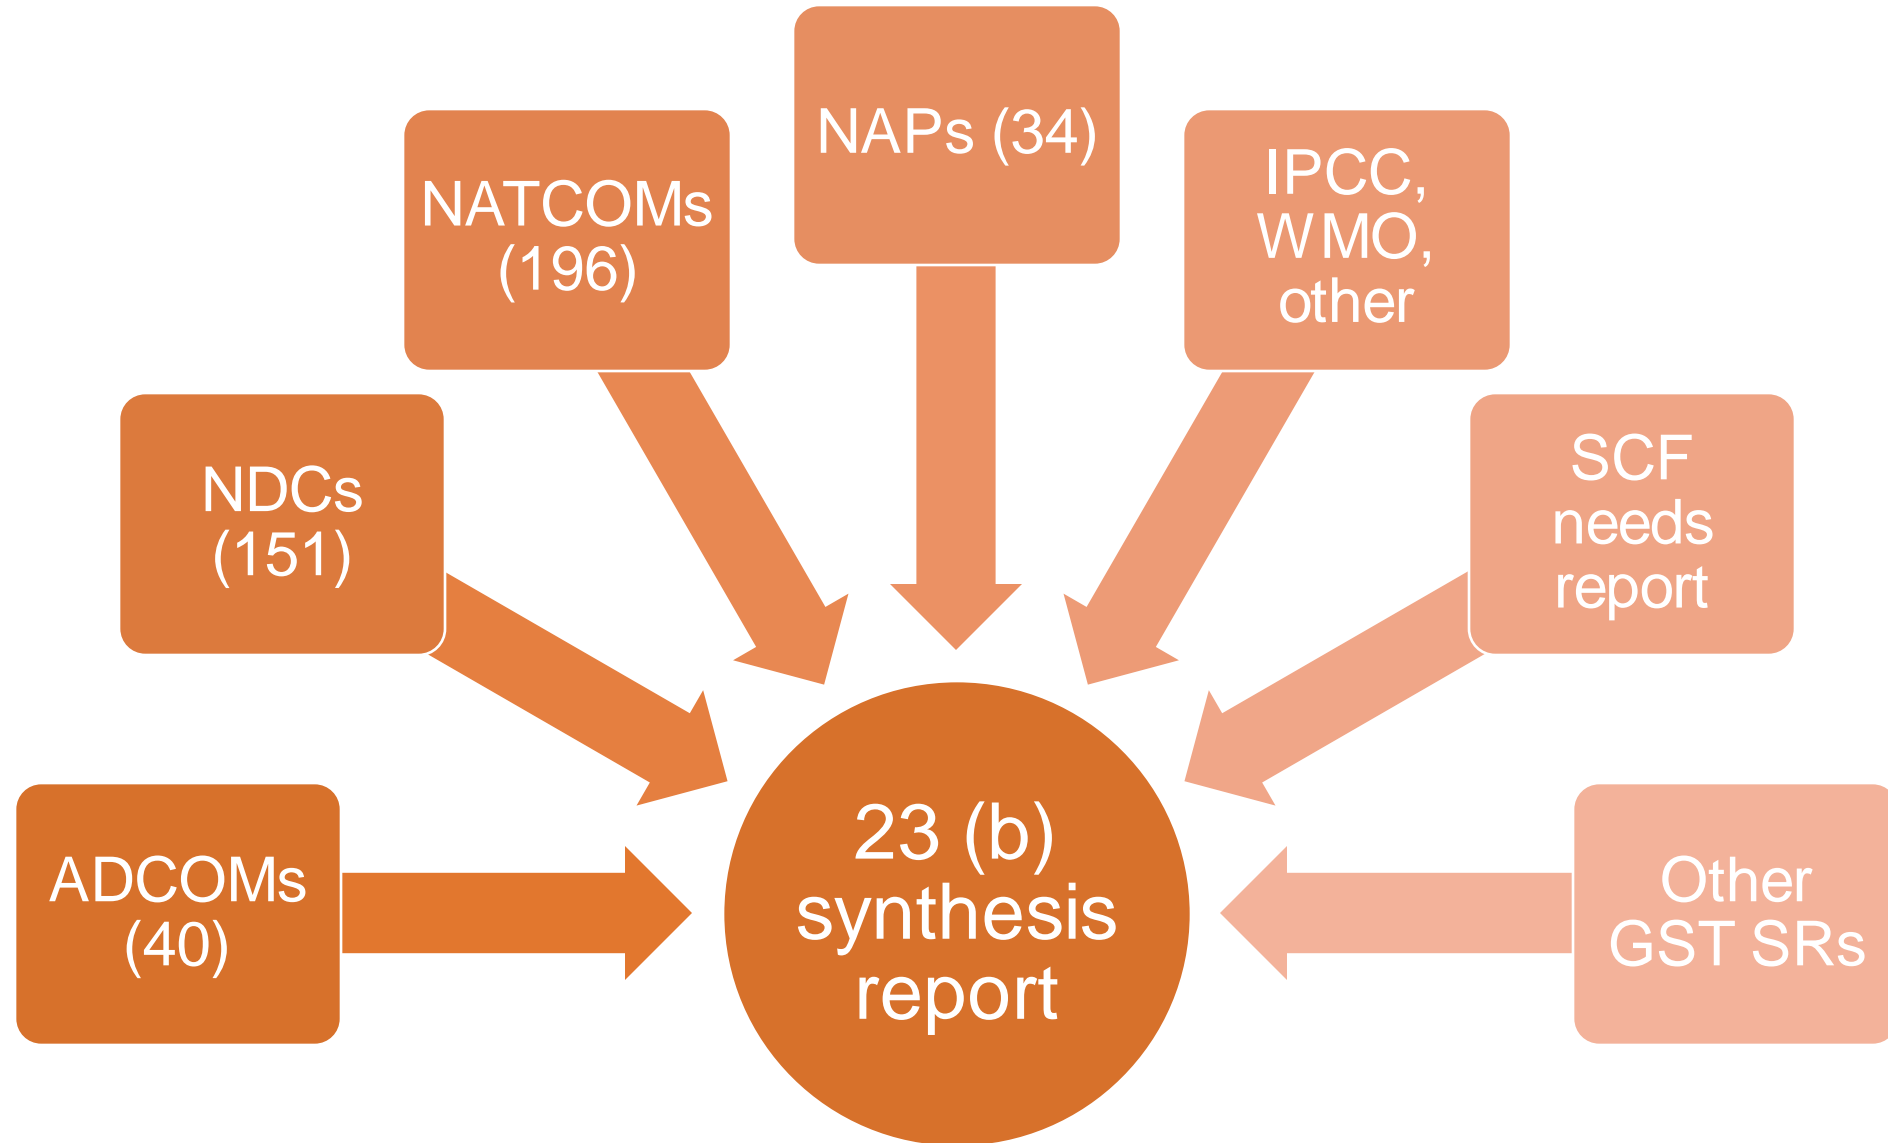 NAPs (34)
NATCOMs
(196)
IPCC,
WMO,
other
NDCs
(151)
SCF
needs
report
ADCOMs
(40)
23 (b)
synthesis
report
Other
GST SRs